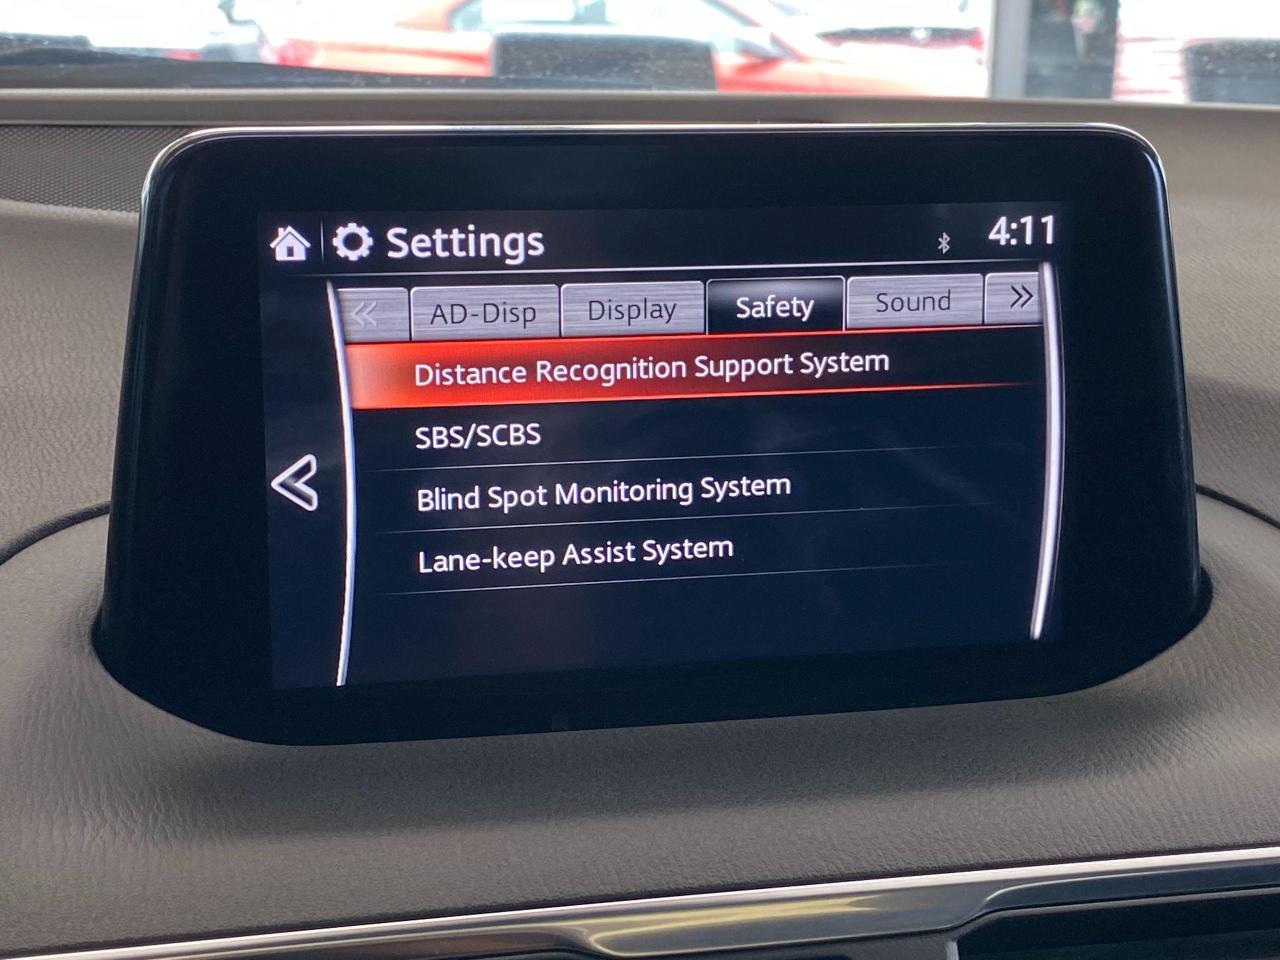 Settings
4:11
AD-Disp Display Safety Sound
Distance Recognition Support System
SBS/SCBS
Blind Spot Monitoring System
Lane-keep Assist System